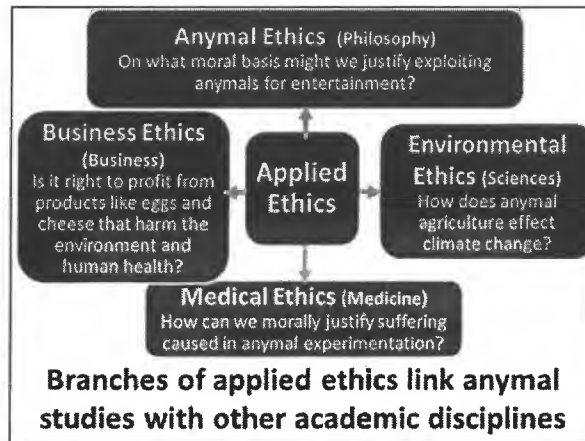 Anymal Ethics (Philosophy)
On what moral basis might we justify exploiting
anymals for entertainment?
Business Ethics
(Business)
Is it right to profit from
products like eggs and
cheese that harm the
environment and
human health?
Applied
Ethics
Environmental
Ethics (Sciences)
How does anymal
agriculture effect
climate change?
Medical Ethics (Medicine)
How can we morally justify suffering
caused in anymal experimentation?
Branches of applied ethics link anymal
studies with other academic disciplines